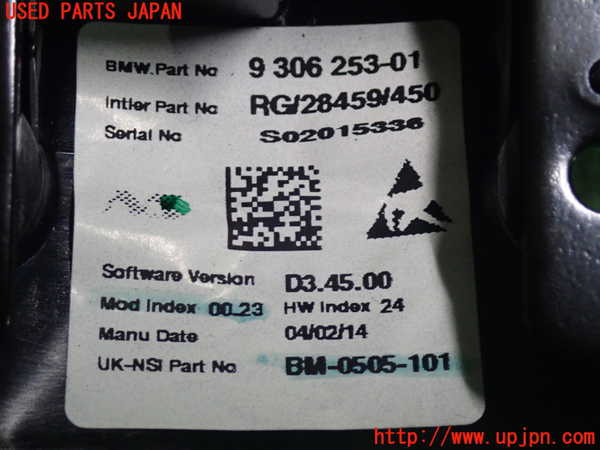 USED PARTS JAPAN
BMW.Part No 9 306 253-01
Intier Part No RG/28459/450
Serial No S02015336
Software Version D3.45.00
Mod Index 00.23 HW Index 24
Manu Date 04/02/14
UK-NSI Part No BM-0505-101
http://www.upjpn.com/